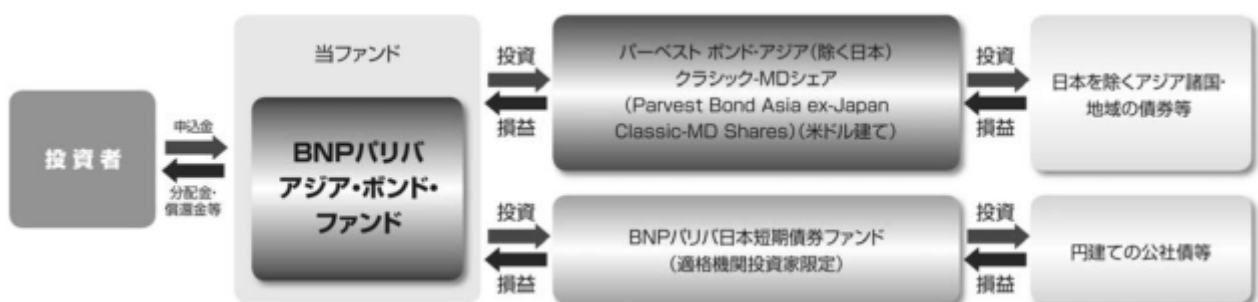 投資者
申込金
分配金・
償還金等
当ファンド
BNPパリバ
アジア・ボンド・
ファンド
投資
損益
パーベスト ボンド・アジア(除く日本)
クラシック-MDシェア
(Parvest Bond Asia ex-Japan
Classic-MD Shares)(米ドル建て)
投資
損益
日本を除くアジア諸国・
地域の債券等
投資
損益
BNPパリバ日本短期債券ファンド
(適格機関投資家限定)
投資
損益
円建ての公社債等